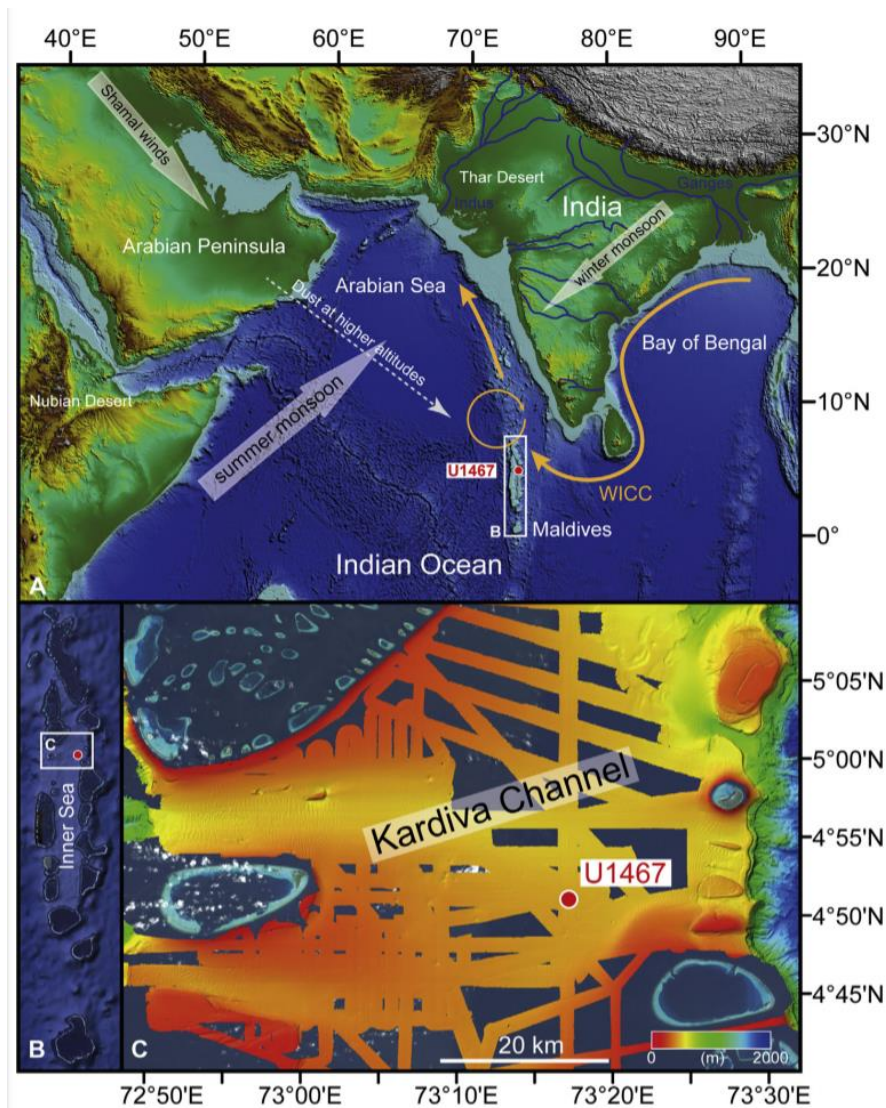 40°E 50°E 60°E 70°E 80°E 90°E
Shamal winds
30°N
Thar Desert
Ganges
Indus
India
winter monsoon
Arabian Peninsula
20°N
Arabian Sea
Dust at higher altitudes
Bay of Bengal
summer monsoon
Nubian Desert
10°N
U1467
WICC
B
Maldives
0°
Indian Ocean
A
5°05'N
C
5°00'N
Inner Sea
Kardiva Channel
4°55'N
U1467
4°50'N
4°45'N
20 km
0 (m) 2000
B
C
72°50'E 73°00'E 73°10'E 73°20'E 73°30'E